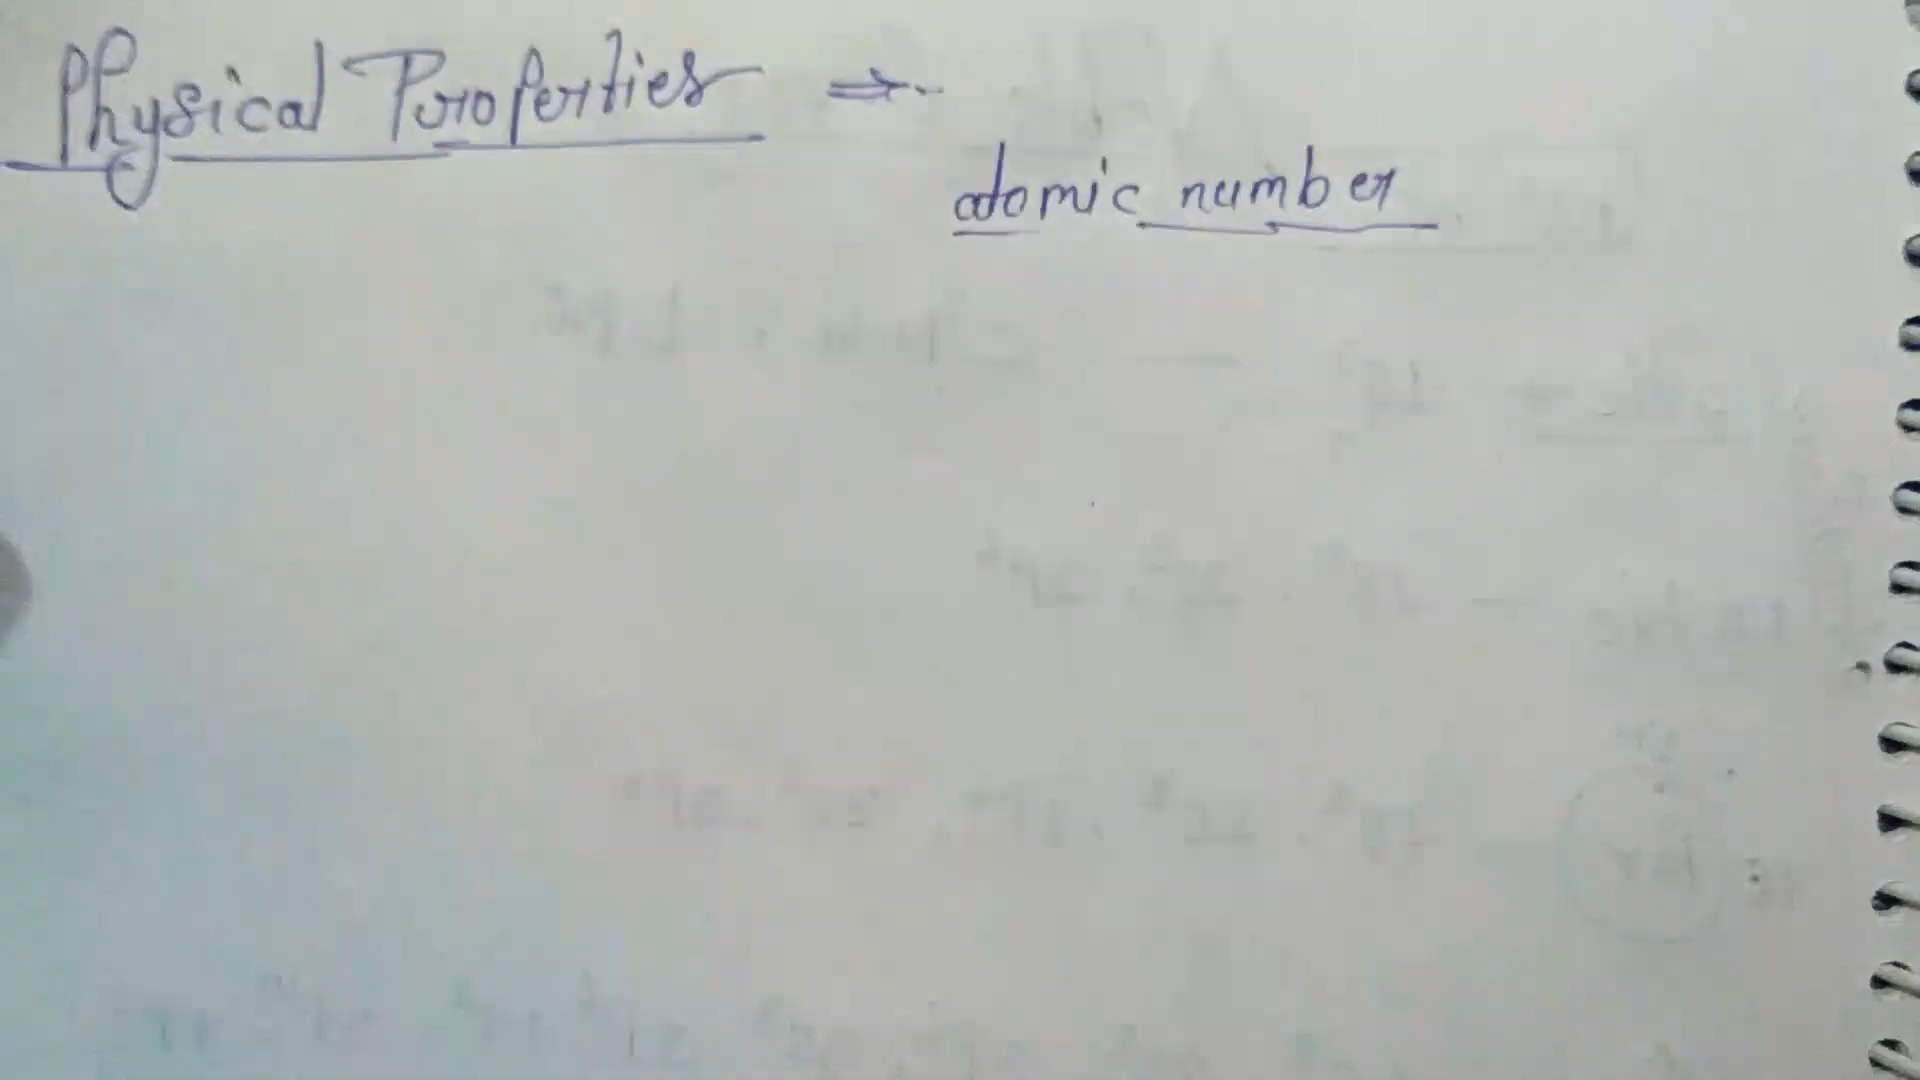 Physical Properties ⇒.
atomic number